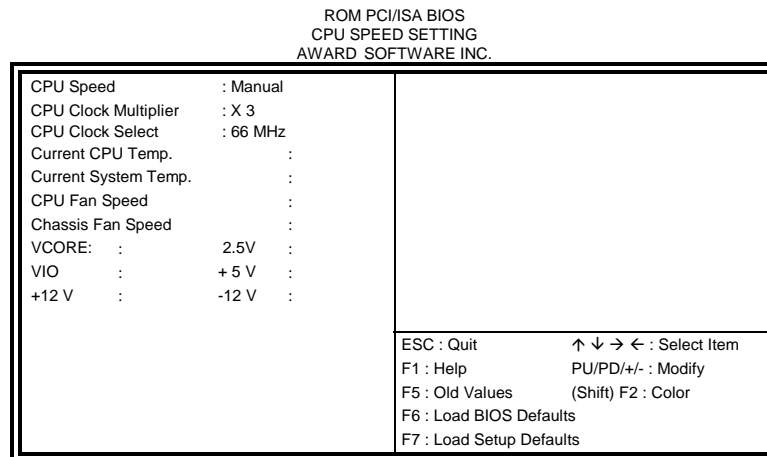 ROM PCI/ISA BIOS
CPU SPEED SETTING
AWARD SOFTWARE INC.
CPU Speed : Manual
CPU Clock Multiplier : X 3
CPU Clock Select : 66 MHz
Current CPU Temp. :
Current System Temp. :
CPU Fan Speed :
Chassis Fan Speed :
VCORE: : 2.5V :
VIO : + 5 V :
+12 V : -12 V :
ESC : Quit ↑ ↓ → ← : Select Item
F1 : Help PU/PD/+/- : Modify
F5 : Old Values (Shift) F2 : Color
F6 : Load BIOS Defaults
F7 : Load Setup Defaults